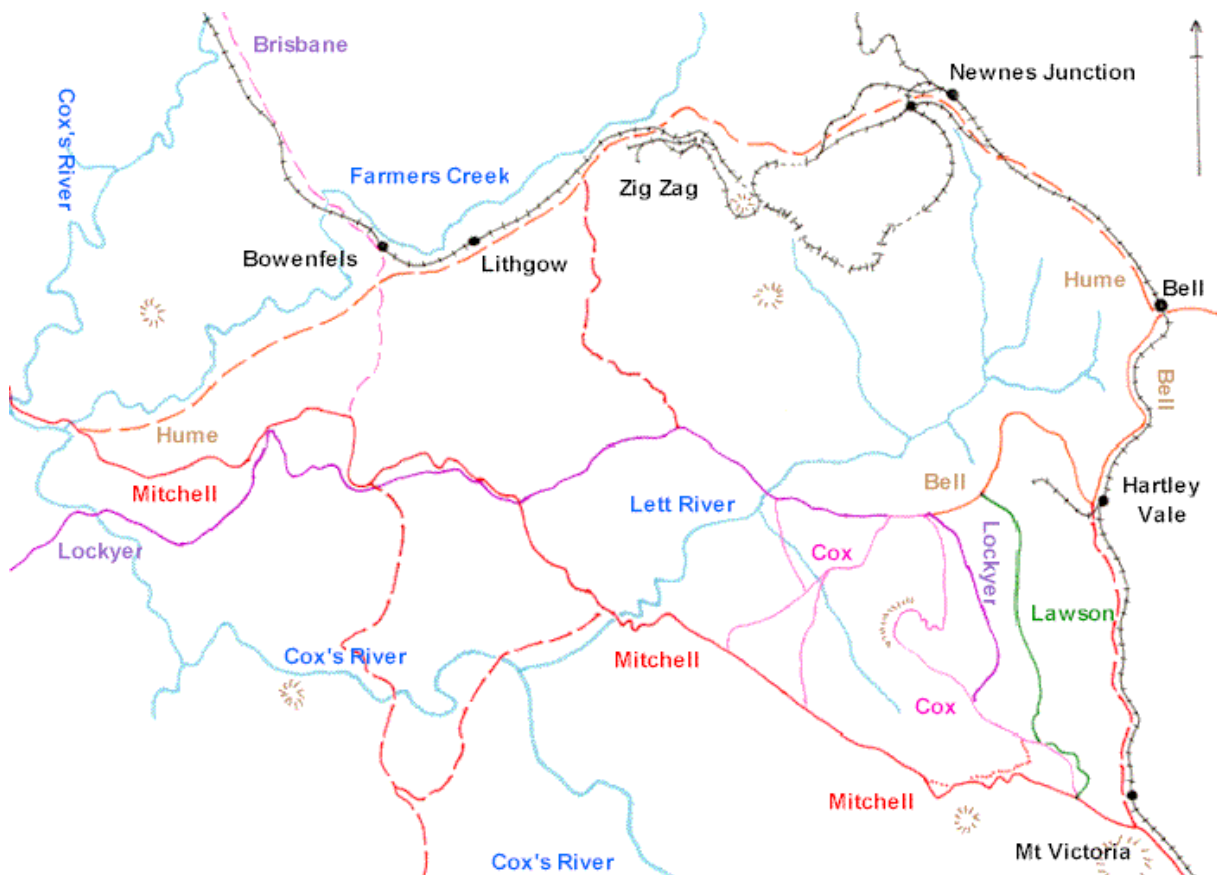 Brisbane
Newnes Junction
Cox's River
Farmers Creek
Zig Zag
Bowenfels
Lithgow
Hume
Bell
Bell
Hume
Mitchell
Bell
Hartley
Vale
Lett River
Lockyer
Cox
Lockyer
Lawson
Cox's River
Mitchell
Cox
Mitchell
Mt Victoria
Cox's River